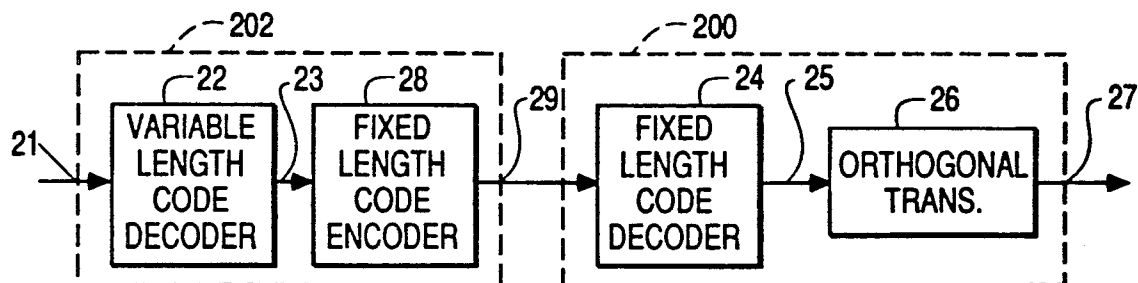 202
200
22
23
28
29
24
25
26
27
21
VARIABLE
LENGTH
CODE
DECODER
FIXED
LENGTH
CODE
ENCODER
FIXED
LENGTH
CODE
DECODER
ORTHOGONAL
TRANS.